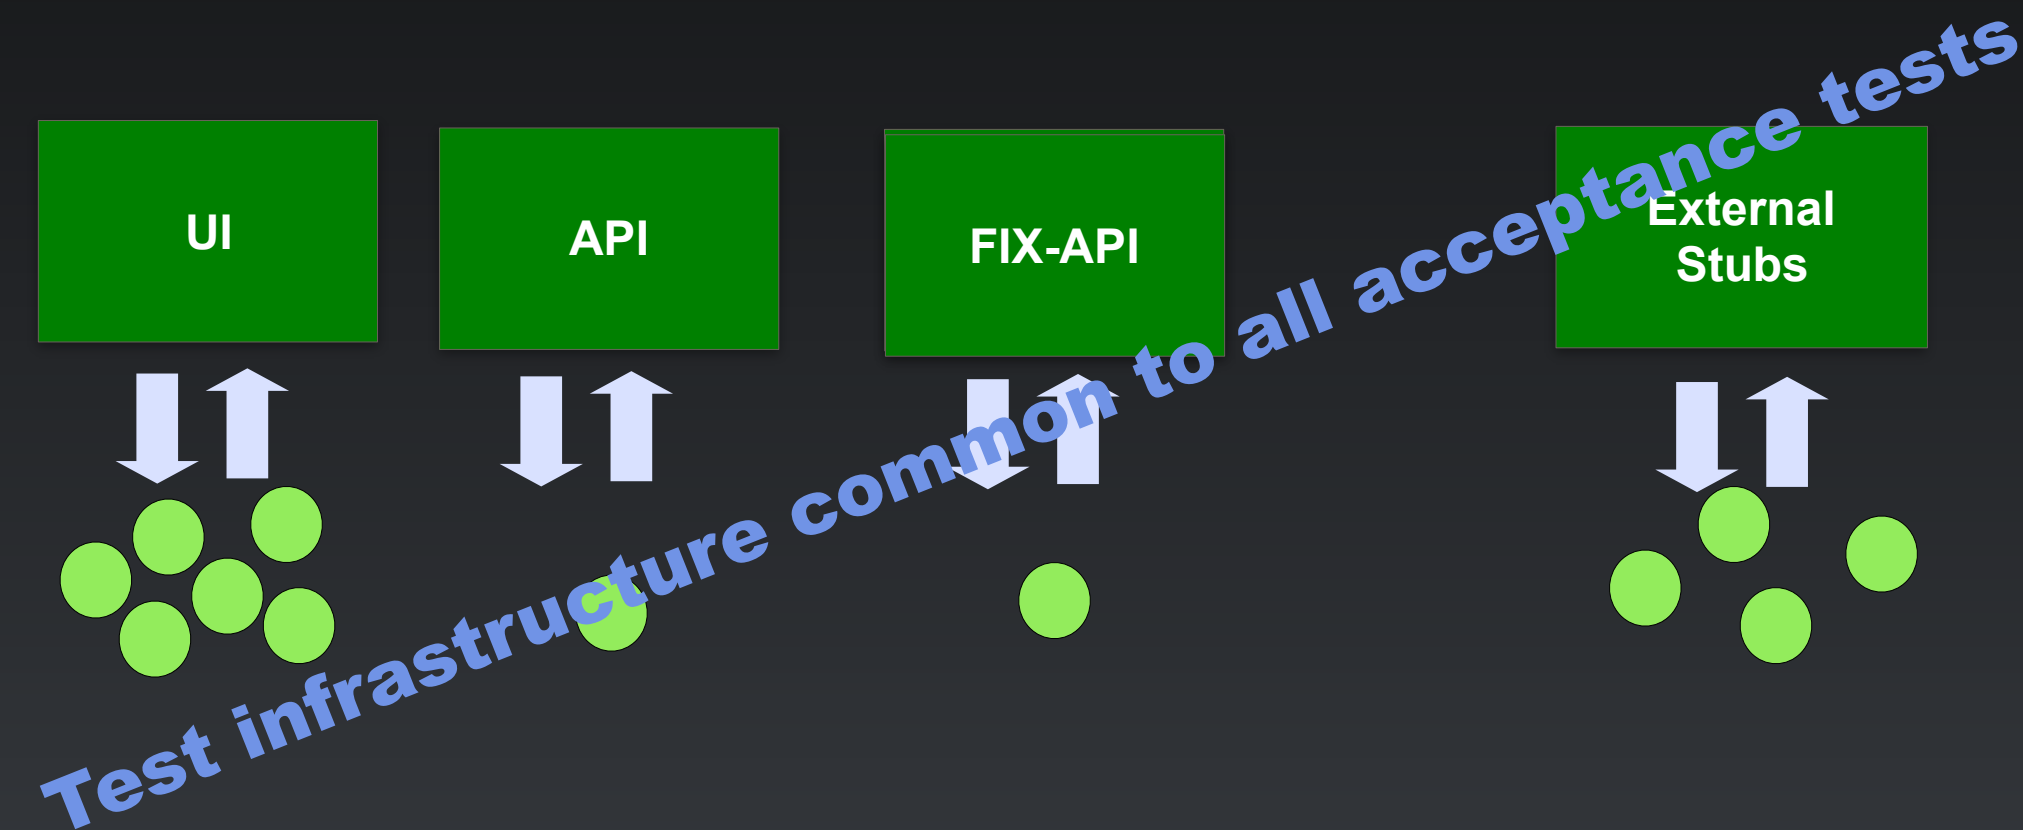 UI
API
FIX-API
External
Stubs
Test infrastructure common to all acceptance tests